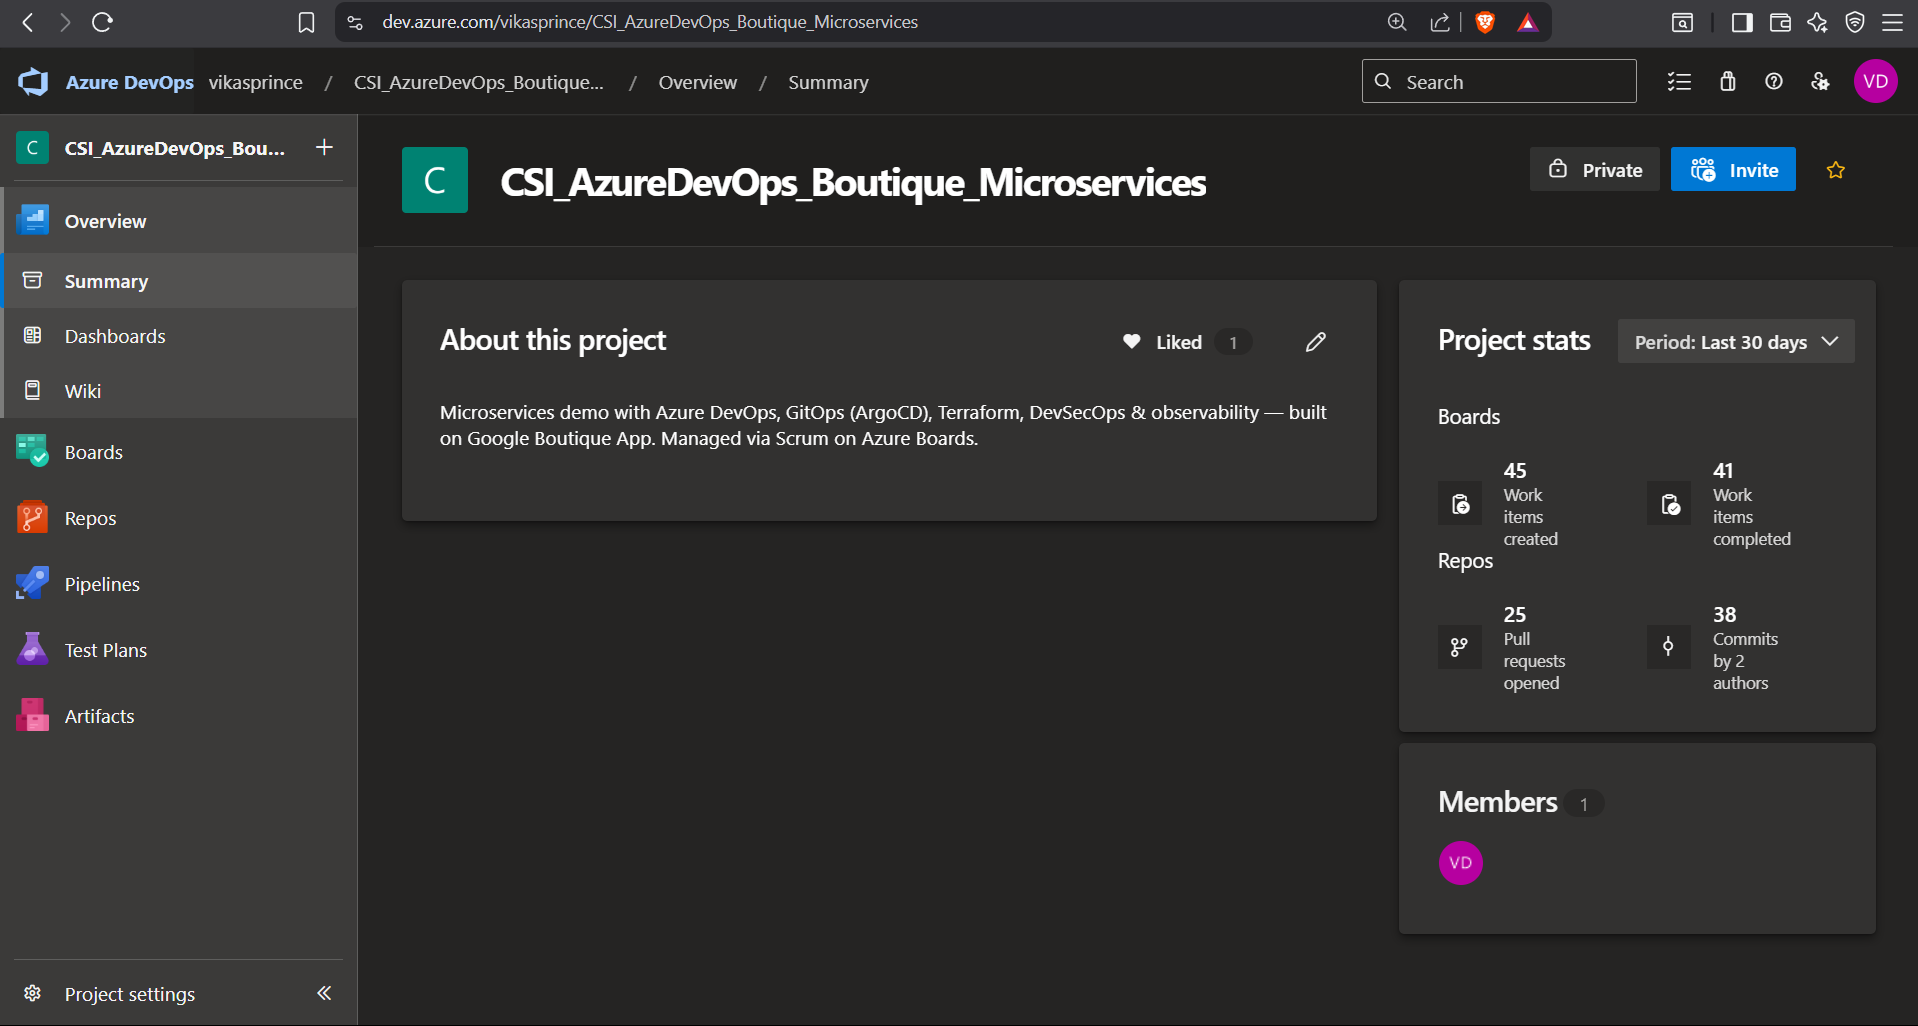 dev.azure.com/vikasprince/CSI_AzureDevOps_Boutique_Microservices
Azure DevOps vikasprince / CSI_AzureDevOps_Boutique... / Overview / Summary
Search
VD
C CSI_AzureDevOps_Bou...
Overview
Summary
Dashboards
Wiki
Boards
Repos
Pipelines
Test Plans
Artifacts
Project settings
C CSI_AzureDevOps_Boutique_Microservices
Private
Invite
About this project
Liked 1
Microservices demo with Azure DevOps, GitOps (ArgoCD), Terraform, DevSecOps & observability — built
on Google Boutique App. Managed via Scrum on Azure Boards.
Project stats
Period: Last 30 days
Boards
45
Work
items
created
41
Work
items
completed
Repos
25
Pull
requests
opened
38
Commits
by 2
authors
Members 1
VD